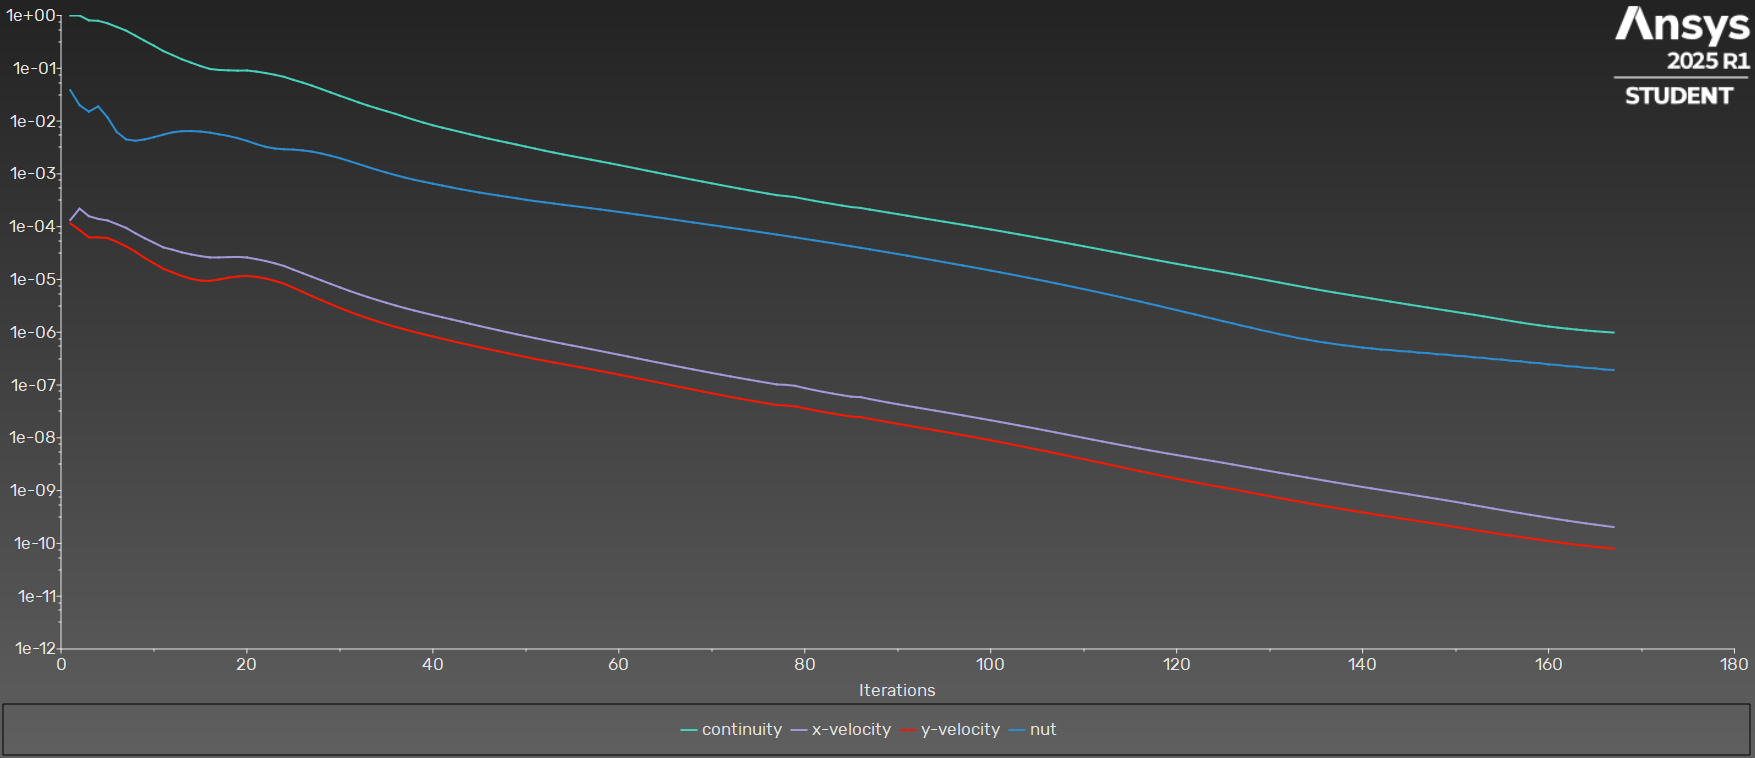 Ansys
2025 R1
STUDENT
1e+00
1e-01
1e-02
1e-03
1e-04
1e-05
1e-06
1e-07
1e-08
1e-09
1e-10
1e-11
1e-12
0 20 40 60 80 100 120 140 160 180
Iterations
continuity x-velocity y-velocity nut